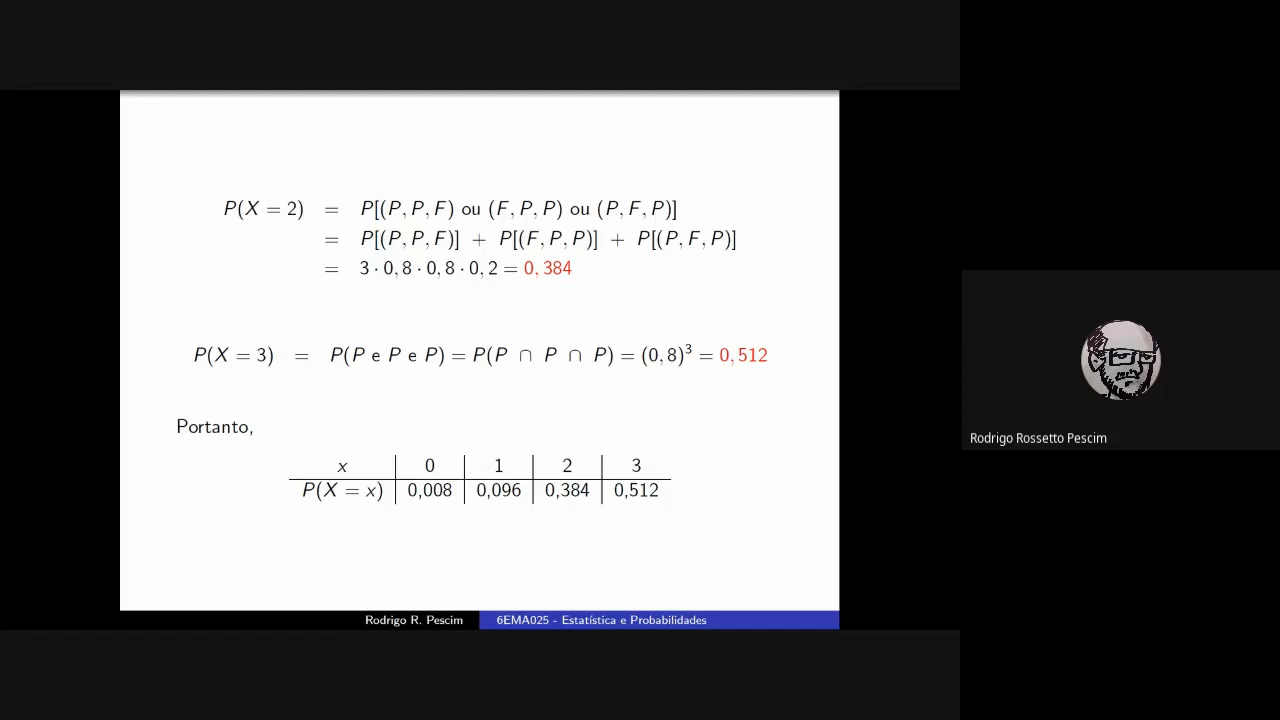 P(X = 2) = P[(P, P, F) ou (F, P, P) ou (P, F, P)]
= P[(P, P, F)] + P[(F, P, P)] + P[(P, F, P)]
= 3 · 0, 8 · 0, 8 · 0, 2 = 0, 384
P(X = 3) = P(P e P e P) = P(P ∩ P ∩ P) = (0, 8)³ = 0, 512
Portanto,
x 0 1 2 3
P(X = x) 0,008 0,096 0,384 0,512
Rodrigo R. Pescim 6EMA025 - Estatística e Probabilidades
Rodrigo Rossetto Pescim